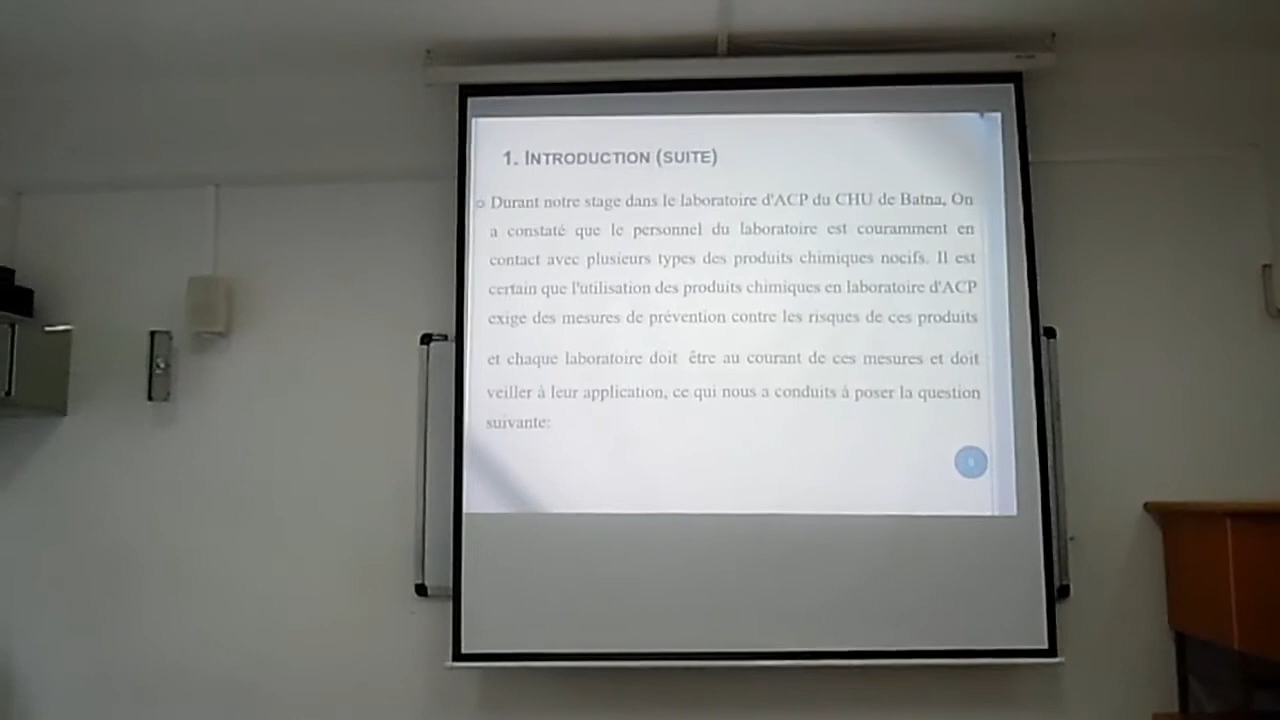 1. INTRODUCTION (SUITE)
Durant notre stage dans le laboratoire d'ACP du CHU de Batna, On
a constaté que le personnel du laboratoire est couramment en
contact avec plusieurs types des produits chimiques nocifs. Il est
certain que l'utilisation des produits chimiques en laboratoire d'ACP
exige des mesures de prévention contre les risques de ces produits
et chaque laboratoire doit être au courant de ces mesures et doit
veiller à leur application, ce qui nous a conduits à poser la question
suivante: